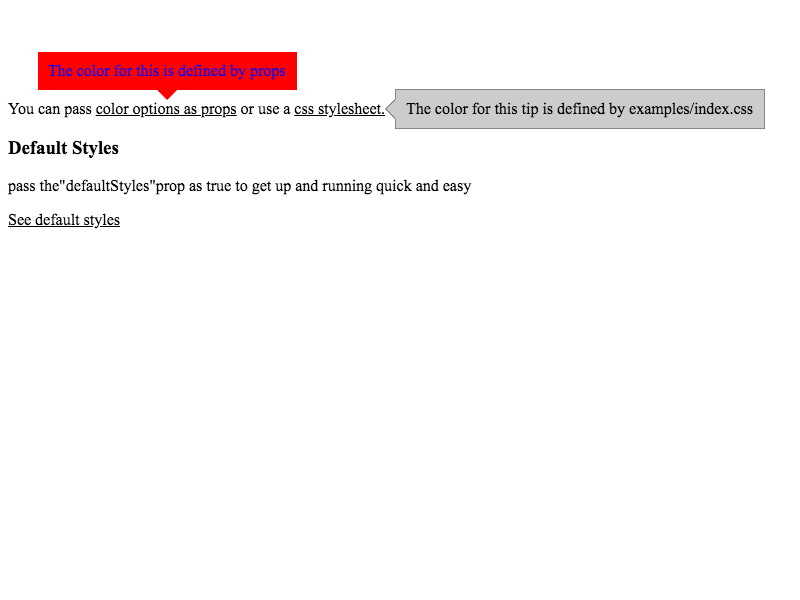 The color for this is defined by props
You can pass color options as props or use a css stylesheet. The color for this tip is defined by examples/index.css
Default Styles
pass the"defaultStyles"prop as true to get up and running quick and easy
See default styles